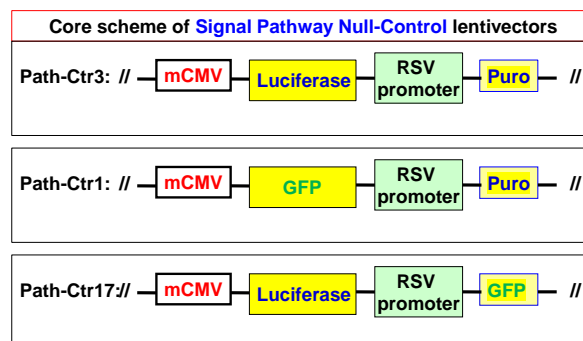 Core scheme of Signal Pathway Null-Control lentivectors
Path-Ctr3: // mCMV Luciferase RSV promoter Puro //
Path-Ctr1: // mCMV GFP RSV promoter Puro //
Path-Ctr17:// mCMV Luciferase RSV promoter GFP //